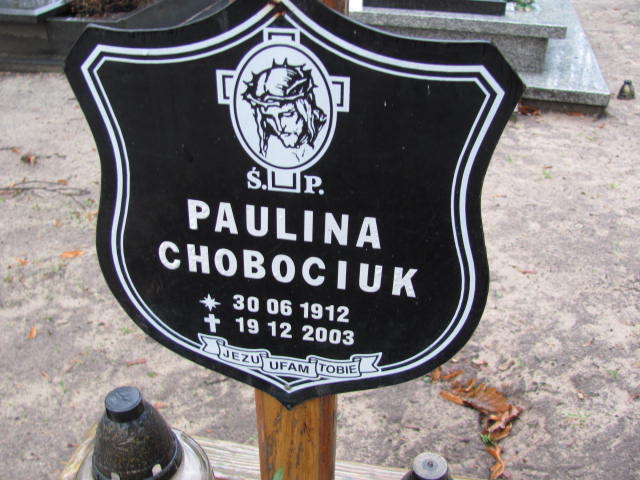 Ś. P.
PAULINA
CHOBOCIUK
30 06 1912
19 12 2003
JEZU UFAM TOBIE